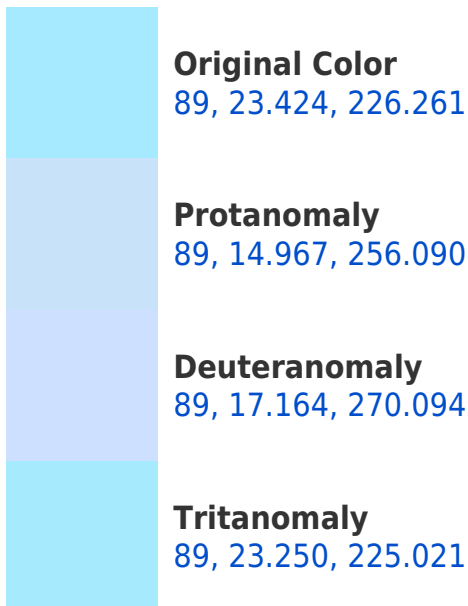 Original Color
89, 23.424, 226.261
Protanomaly
89, 14.967, 256.090
Deuteranomaly
89, 17.164, 270.094
Tritanomaly
89, 23.250, 225.021